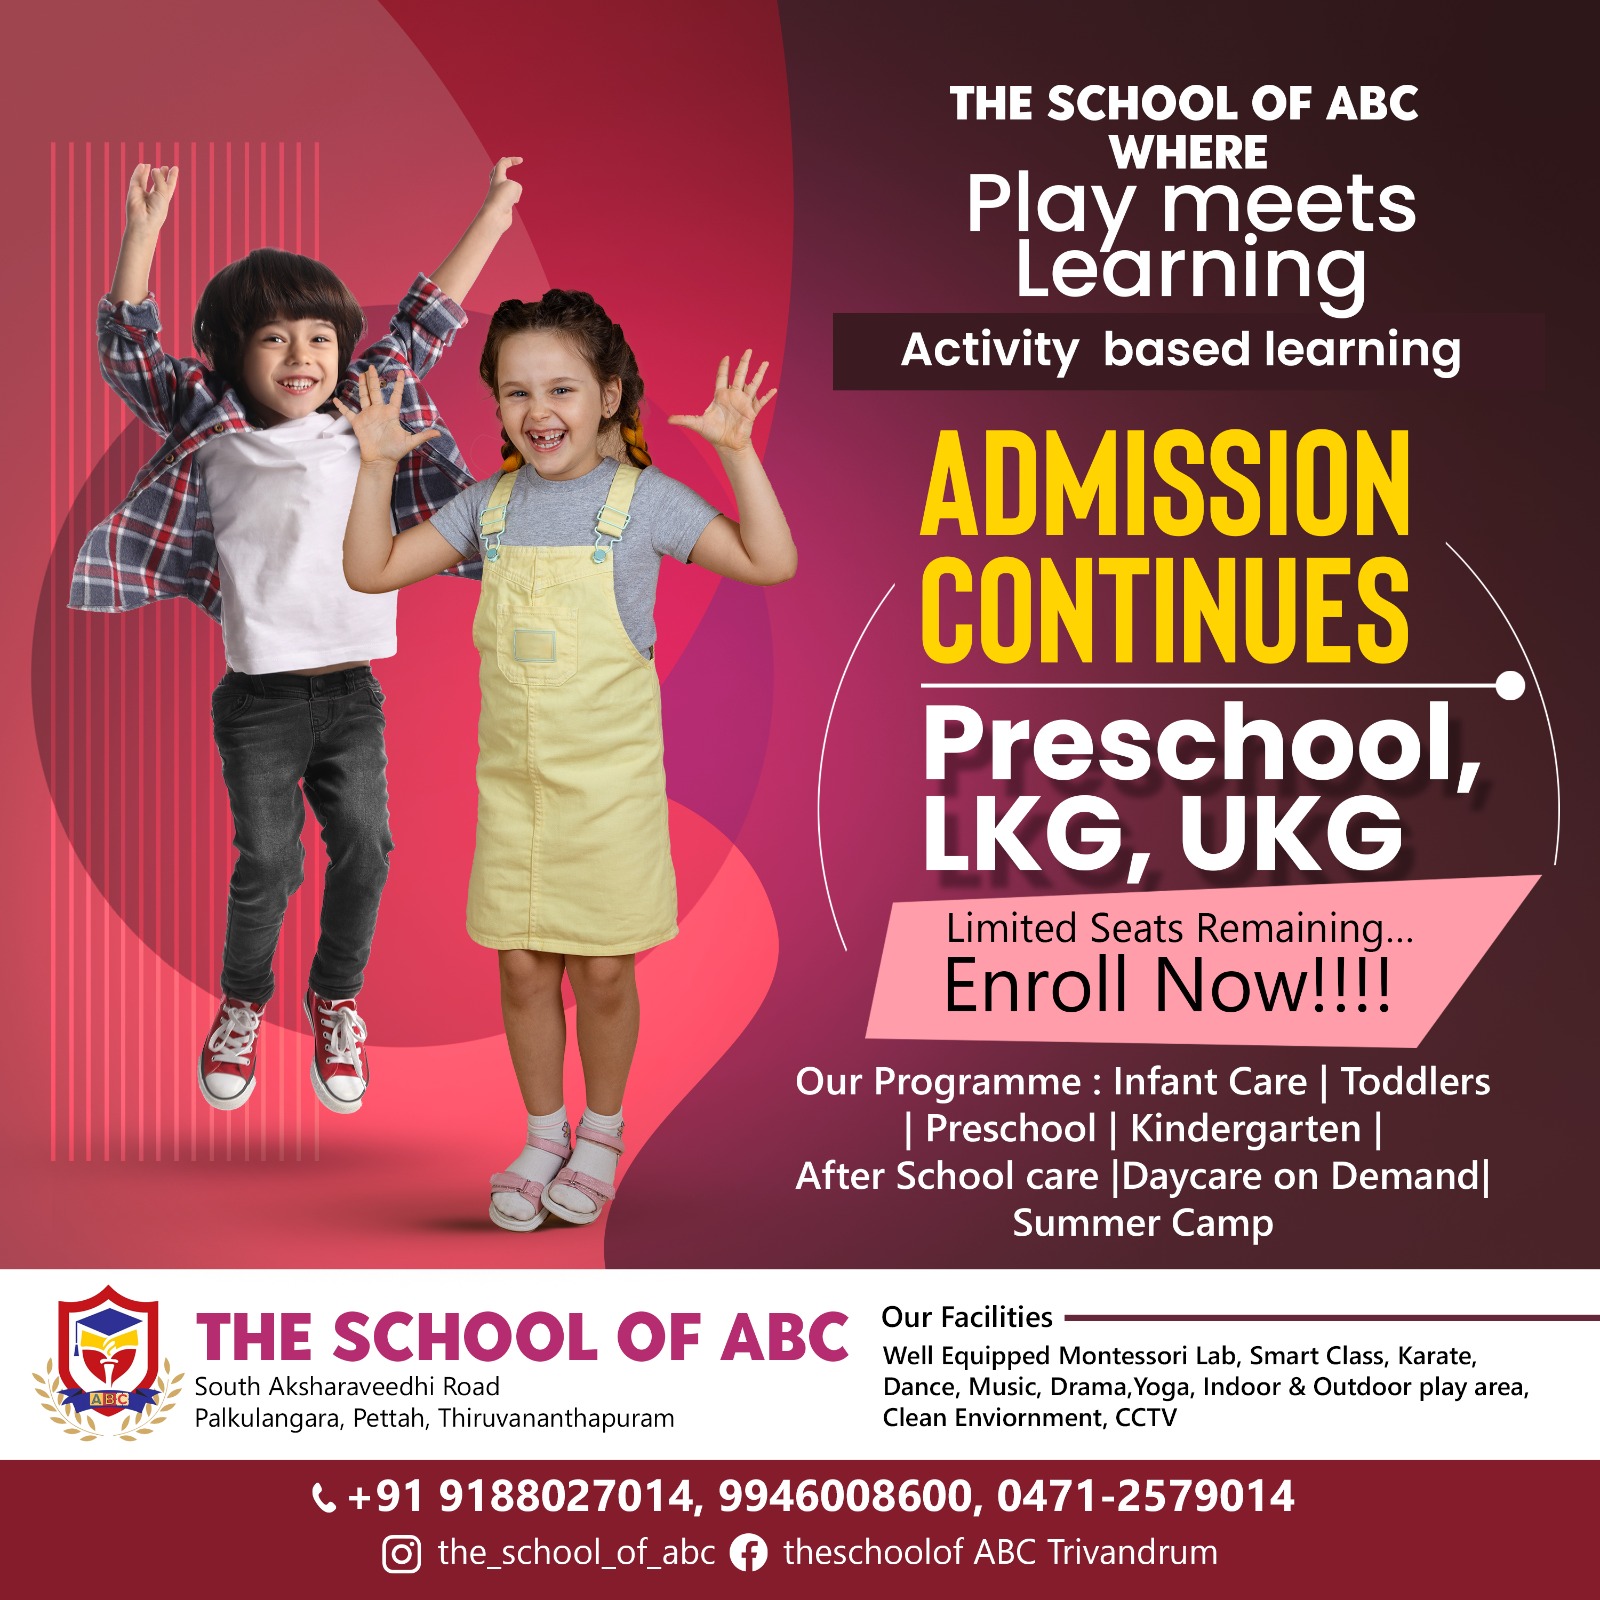 THE SCHOOL OF ABC
WHERE
Play meets
Learning
Activity based learning
ADMISSION
CONTINUES
Preschool,
LKG, UKG
Limited Seats Remaining...
Enroll Now!!!!
Our Programme : Infant Care | Toddlers
| Preschool | Kindergarten |
After School care |Daycare on Demand|
Summer Camp
ABC
THE SCHOOL OF ABC
South Aksharaveedhi Road
Palkulangara, Pettah, Thiruvananthapuram
Our Facilities
Well Equipped Montessori Lab, Smart Class, Karate,
Dance, Music, Drama,Yoga, Indoor & Outdoor play area,
Clean Enviornment, CCTV
+91 9188027014, 9946008600, 0471-2579014
the_school_of_abc theschoolof ABC Trivandrum